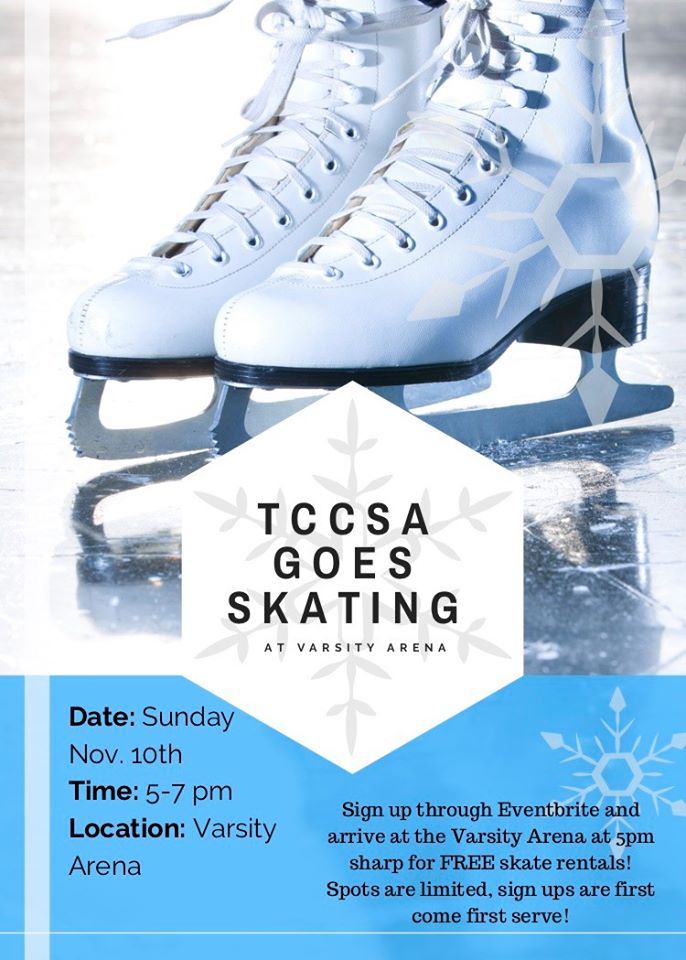 TCCSA
GOES
SKATING
AT VARSITY ARENA
Date: Sunday
Nov. 10th
Time: 5-7 pm
Location: Varsity
Arena
Sign up through Eventbrite and
arrive at the Varsity Arena at 5pm
sharp for FREE skate rentals!
Spots are limited, sign ups are first
come first serve!